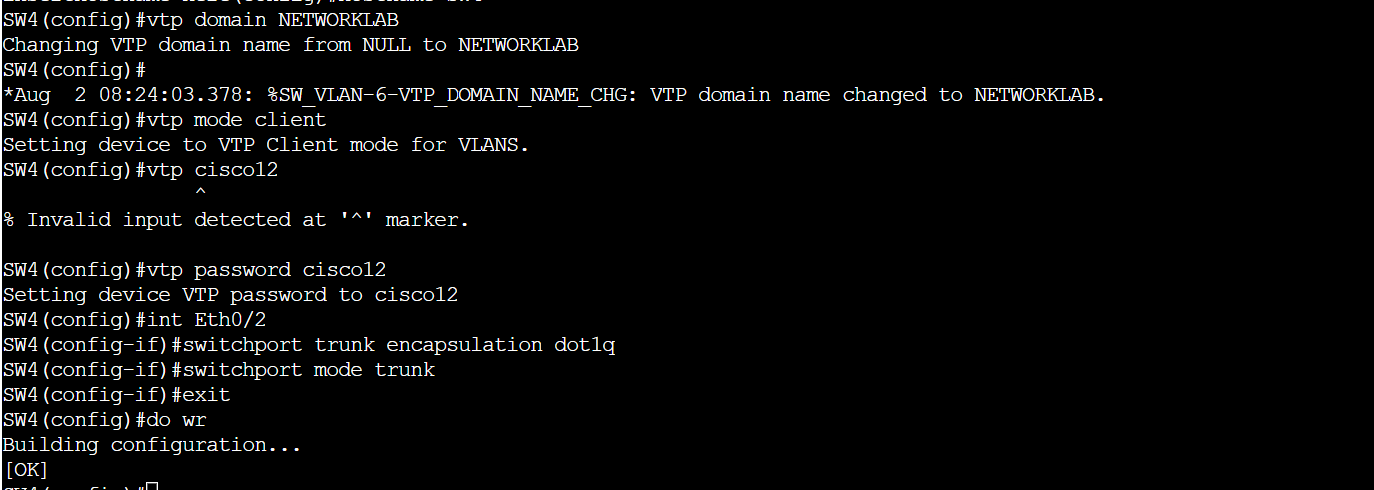 SW4(config)#vtp domain NETWORKLAB
Changing VTP domain name from NULL to NETWORKLAB
SW4(config)#
*Aug  2 08:24:03.378: %SW_VLAN-6-VTP_DOMAIN_NAME_CHG: VTP domain name changed to NETWORKLAB.
SW4(config)#vtp mode client
Setting device to VTP Client mode for VLANS.
SW4(config)#vtp cisco12
                ^
% Invalid input detected at '^' marker.

SW4(config)#vtp password cisco12
Setting device VTP password to cisco12
SW4(config)#int Eth0/2
SW4(config-if)#switchport trunk encapsulation dot1q
SW4(config-if)#switchport mode trunk
SW4(config-if)#exit
SW4(config)#do wr
Building configuration...
[OK]